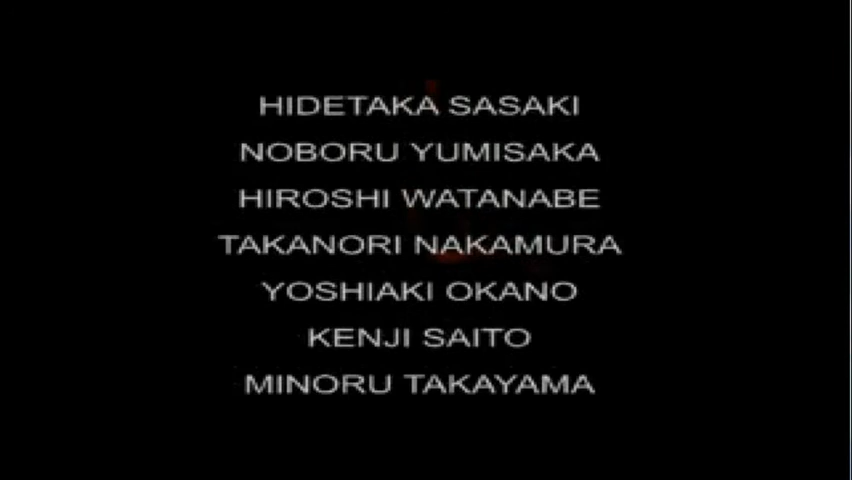 HIDETAKA SASAKI
NOBORU YUMISAKA
HIROSHI WATANABE
TAKANORI NAKAMURA
YOSHIAKI OKANO
KENJI SAITO
MINORU TAKAYAMA